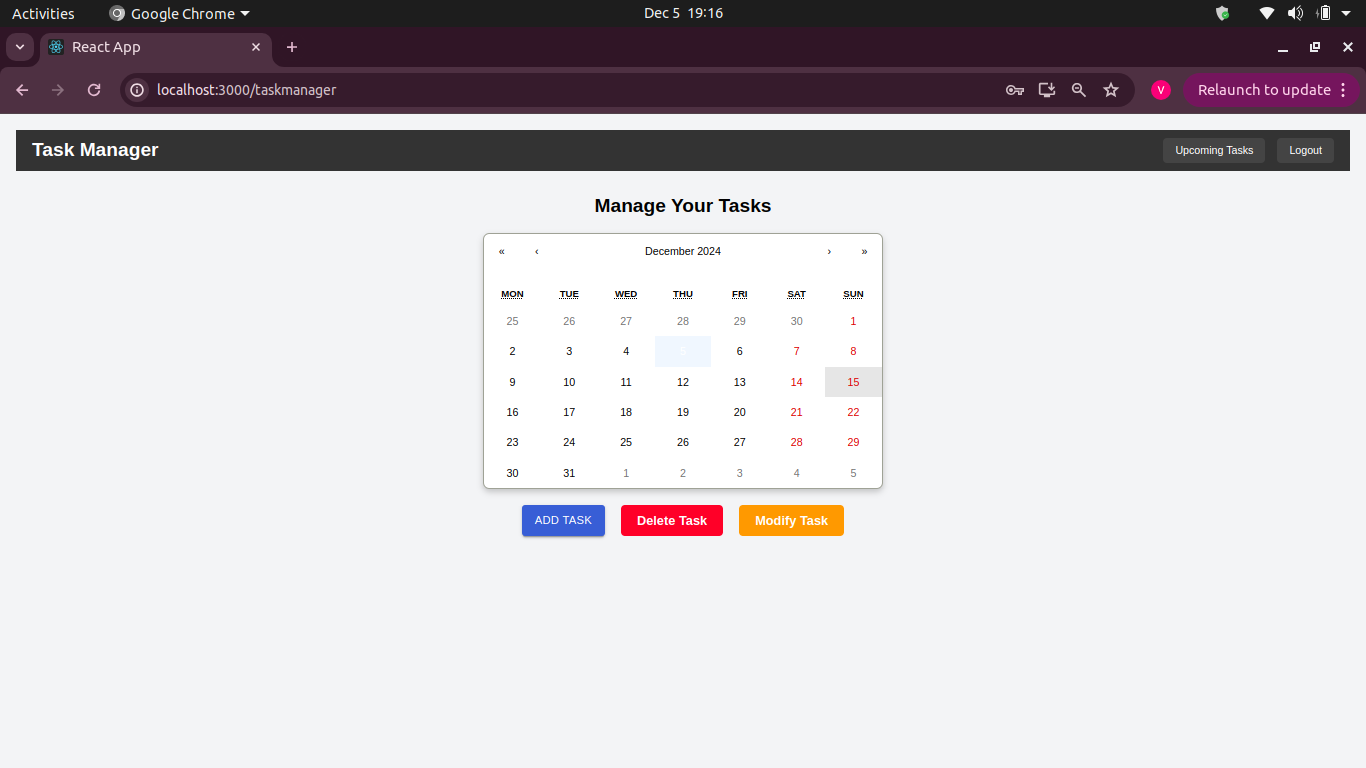 Activities Google Chrome Dec 5 19:16
React App
localhost:3000/taskmanager V Relaunch to update
Task Manager Upcoming Tasks Logout
Manage Your Tasks
« ‹ December 2024 › »
MON TUE WED THU FRI SAT SUN
25 26 27 28 29 30 1
2 3 4 5 6 7 8
9 10 11 12 13 14 15
16 17 18 19 20 21 22
23 24 25 26 27 28 29
30 31 1 2 3 4 5
ADD TASK Delete Task Modify Task